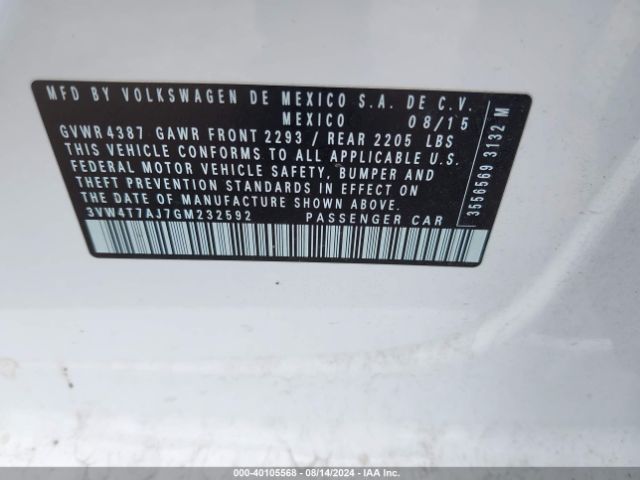 MFD BY VOLKSWAGEN DE MEXICO S.A. DE C.V.
MEXICO 08/15
GVWR 4387 GAWR FRONT 2293 / REAR 2205 LBS
THIS VEHICLE CONFORMS TO ALL APPLICABLE U.S.
FEDERAL MOTOR VEHICLE SAFETY, BUMPER AND
THEFT PREVENTION STANDARDS IN EFFECT ON
THE DATE OF MANUFACTURE SHOWN ABOVE.
3VW4T7AJ7GM232592 PASSENGER CAR
3556569 3132 M
000-40105568 - 08/14/2024 - IAA Inc.